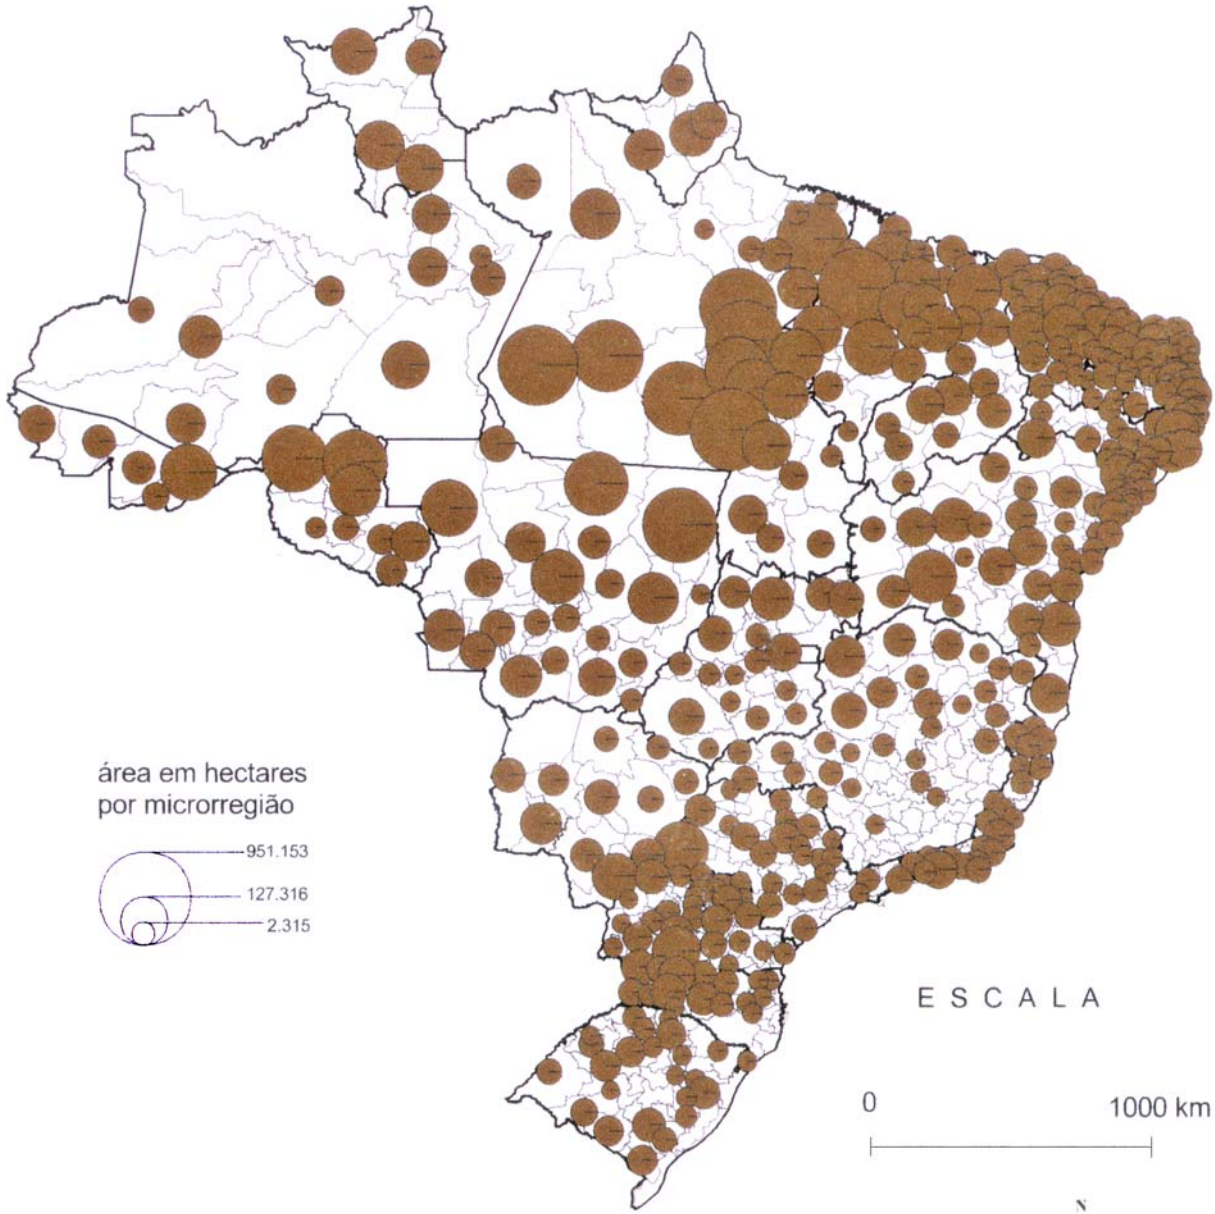 área em hectares
por microrregião
951.153
127.316
2.315
E S C A L A
0 1000 km
N